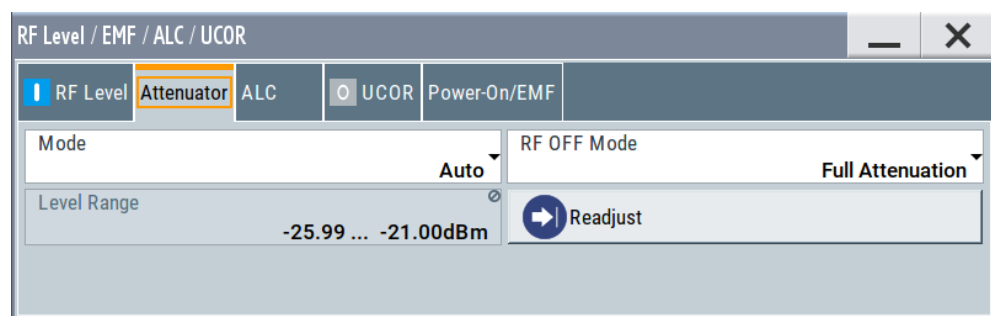 RF Level / EMF / ALC / UCOR
I RF Level Attenuator ALC O UCOR Power-On/EMF
Mode
Auto
RF OFF Mode
Full Attenuation
Level Range
-25.99 ... -21.00dBm
Readjust